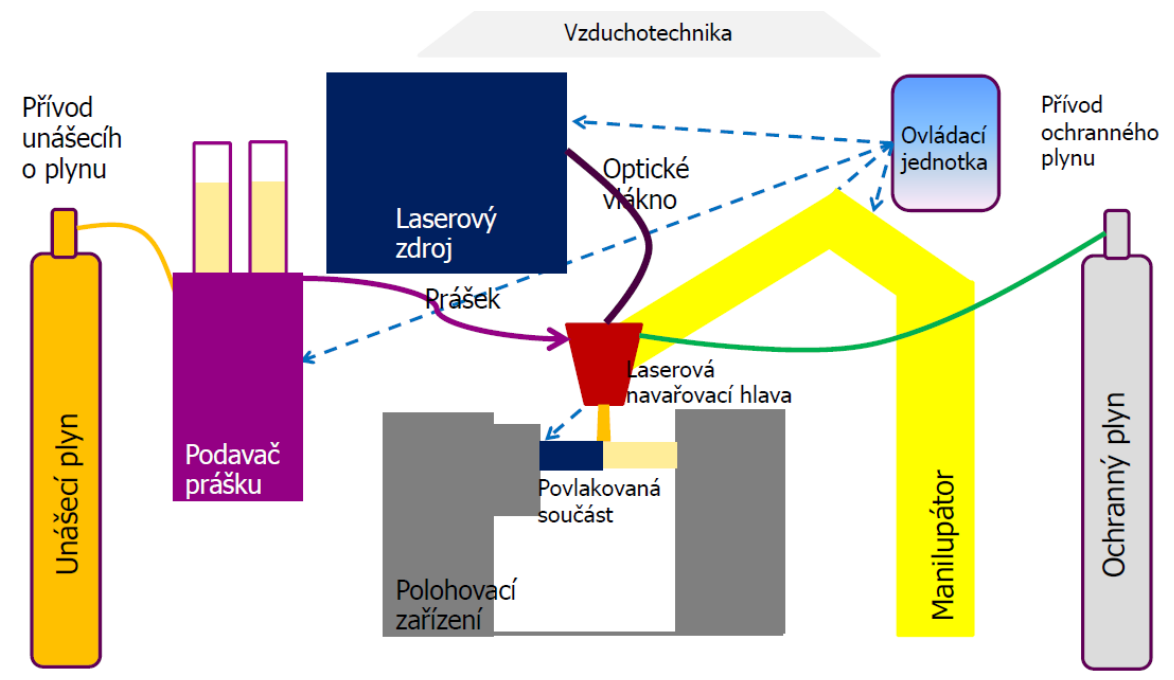 Vzduchotechnika
Přívod
unášecíh
o plynu
Ovládací
jednotka
Přívod
ochranného
plynu
Optické
vlákno
Laserový
zdroj
Prášek
Laserová
navařovací hlava
Podavač
prášku
Povlakovaná
součást
Polohovací
zařízení
Unášecí plyn
Manilupátor
Ochranný plyn